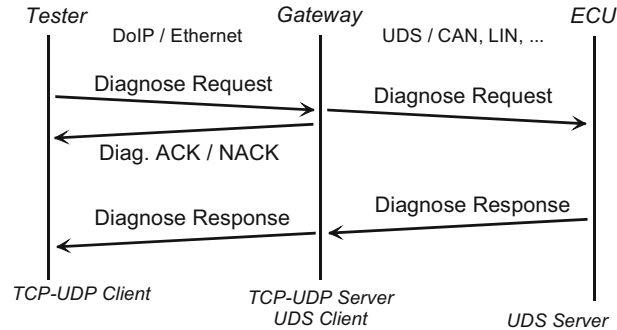 Tester
Gateway
ECU
DoIP / Ethernet
UDS / CAN, LIN, ...
Diagnose Request
Diagnose Request
Diag. ACK / NACK
Diagnose Response
Diagnose Response
TCP-UDP Client
TCP-UDP Server
UDS Client
UDS Server